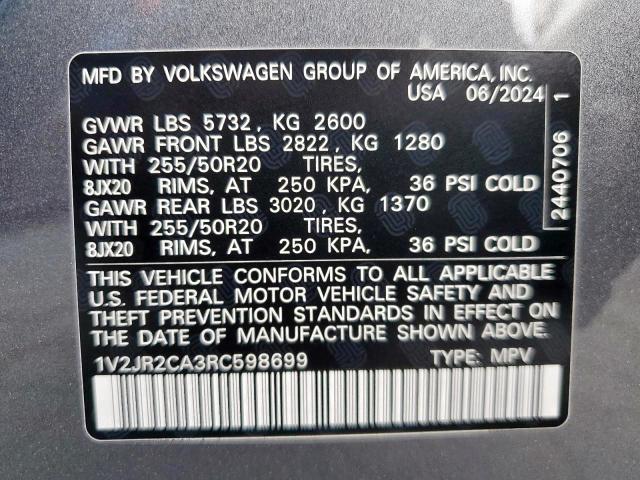 MFD BY VOLKSWAGEN GROUP OF AMERICA, INC.
USA 06/2024
GVWR LBS 5732, KG 2600
GAWR FRONT LBS 2822, KG 1280
WITH 255/50R20 TIRES,
8JX20 RIMS, AT 250 KPA, 36 PSI COLD
GAWR REAR LBS 3020, KG 1370
WITH 255/50R20 TIRES,
8JX20 RIMS, AT 250 KPA, 36 PSI COLD
2440706 1
THIS VEHICLE CONFORMS TO ALL APPLICABLE
U.S. FEDERAL MOTOR VEHICLE SAFETY AND
THEFT PREVENTION STANDARDS IN EFFECT ON
THE DATE OF MANUFACTURE SHOWN ABOVE.
1V2JR2CA3RC598699 TYPE: MPV